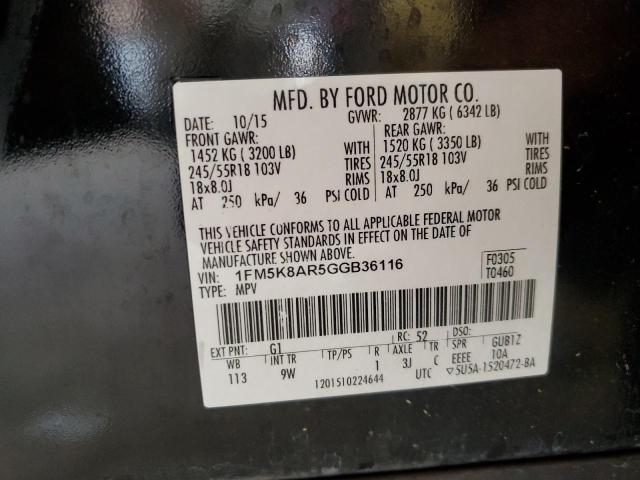 MFD. BY FORD MOTOR CO.
DATE: 10/15 GVWR: 2877 KG ( 6342 LB)
FRONT GAWR: REAR GAWR:
1452 KG ( 3200 LB) WITH 1520 KG ( 3350 LB) WITH
245/55R18 103V TIRES 245/55R18 103V TIRES
18x8.0J RIMS 18x8.0J RIMS
AT 250 kPa/ 36 PSI COLD AT 250 kPa/ 36 PSI COLD
THIS VEHICLE CONFORMS TO ALL APPLICABLE FEDERAL MOTOR
VEHICLE SAFETY STANDARDS IN EFFECT ON THE DATE OF
MANUFACTURE SHOWN ABOVE.
VIN: 1FM5K8AR5GGB36116 F0305
TYPE: MPV T0460
EXT PNT: G1 RC: 52 DSO:
WB INT TR TP/PS R AXLE TR SPR GUB1Z
113 9W 1 3J C EEEE 10A
1201510224644 UTC ▽5U5A-1520472-BA